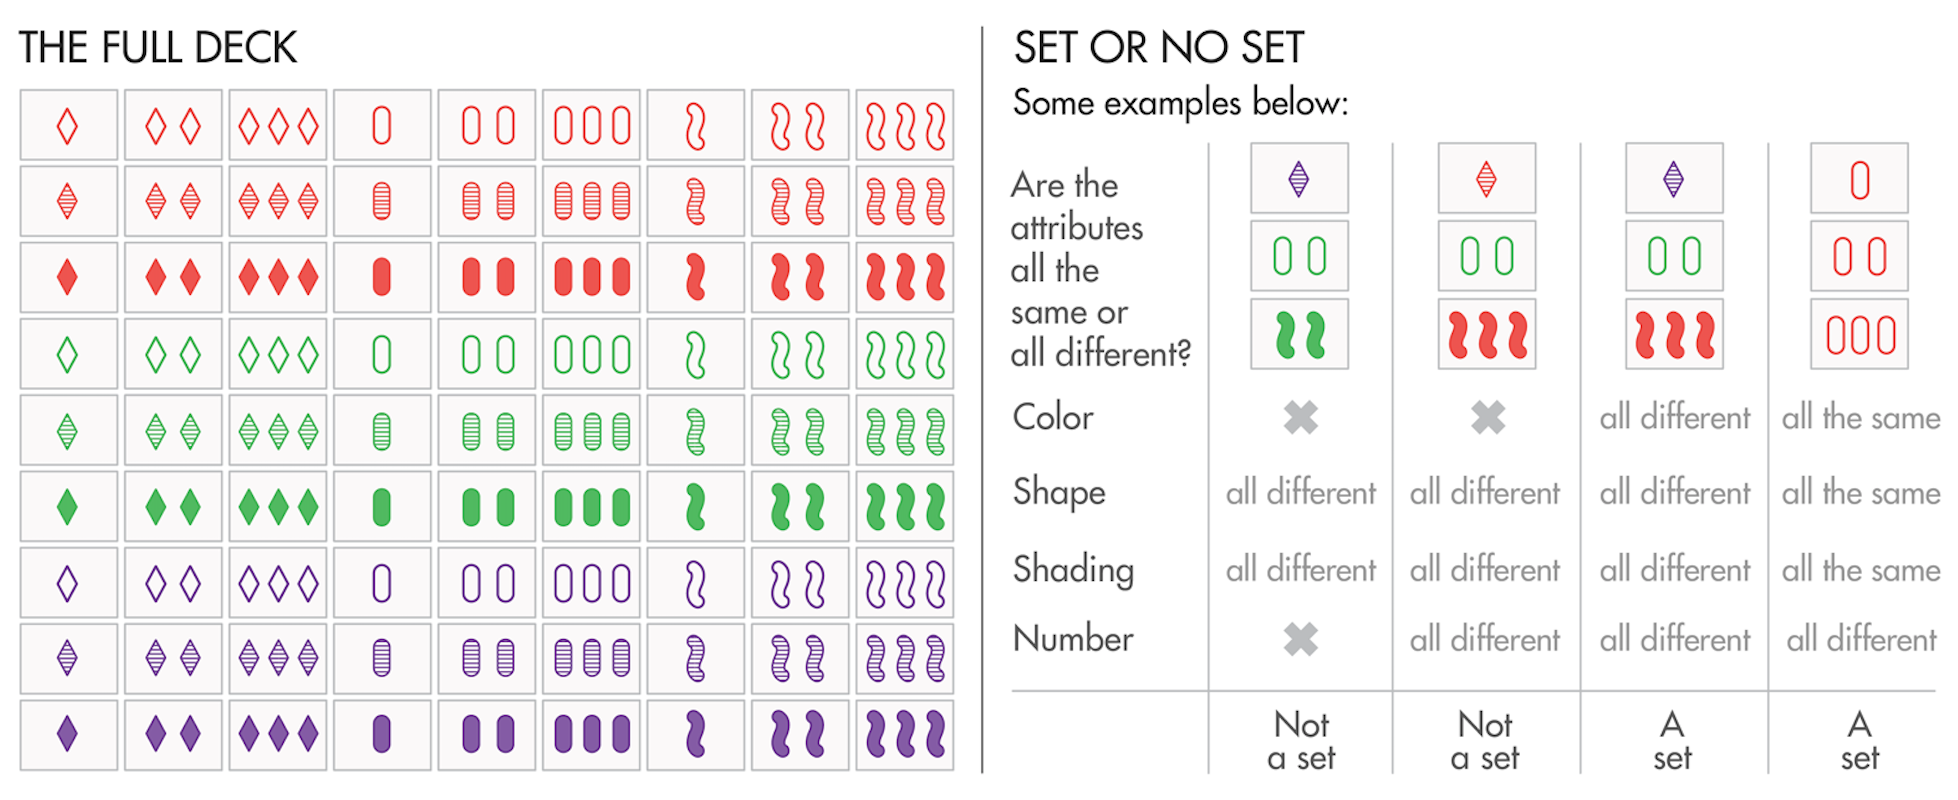 THE FULL DECK
SET OR NO SET
Some examples below:
Are the
attributes
all the
same or
all different?
Color all different all the same
Shape all different all different all different all the same
Shading all different all different all different all the same
Number all different all different all different
Not
a set
Not
a set
A
set
A
set